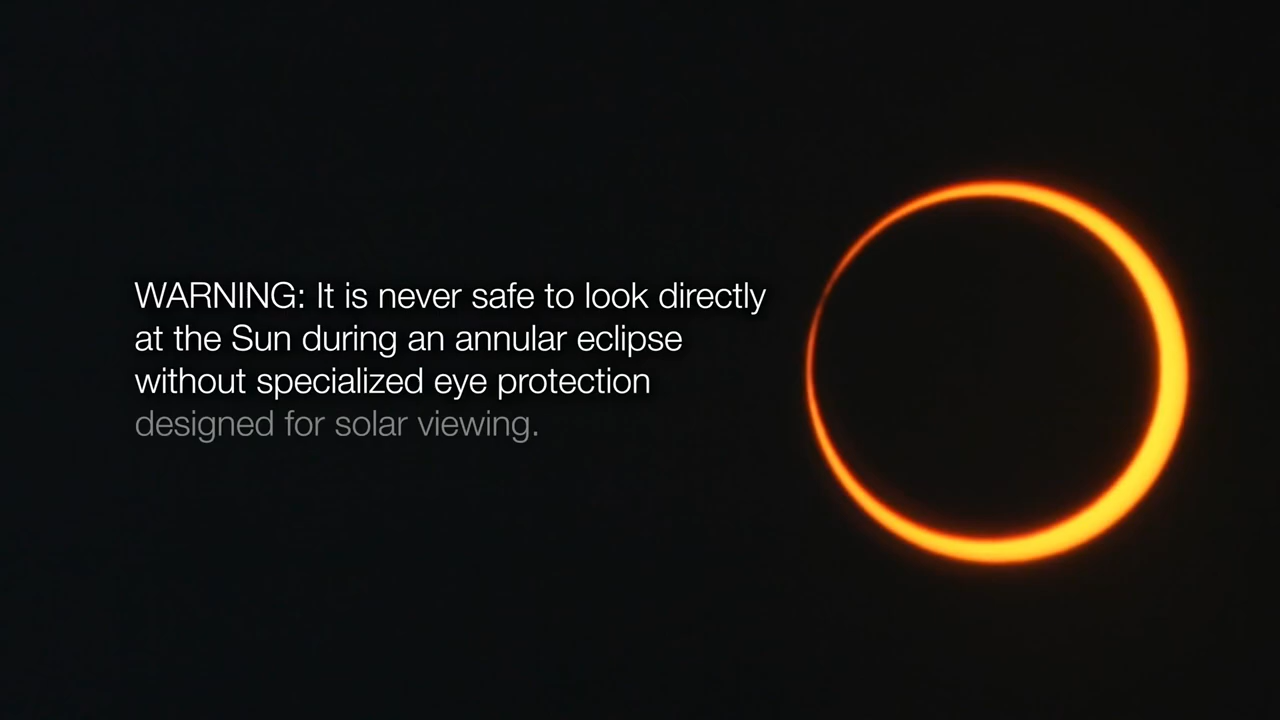 WARNING: It is never safe to look directly
at the Sun during an annular eclipse
without specialized eye protection
designed for solar viewing.